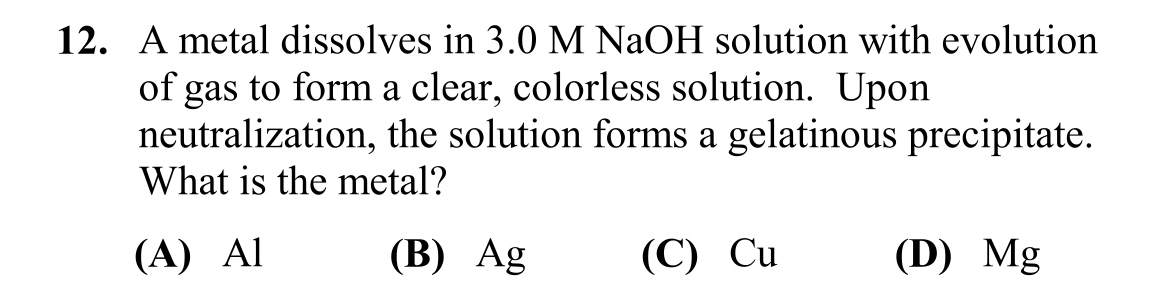 12. A metal dissolves in 3.0 M NaOH solution with evolution
of gas to form a clear, colorless solution. Upon
neutralization, the solution forms a gelatinous precipitate.
What is the metal?
(A) Al (B) Ag (C) Cu (D) Mg